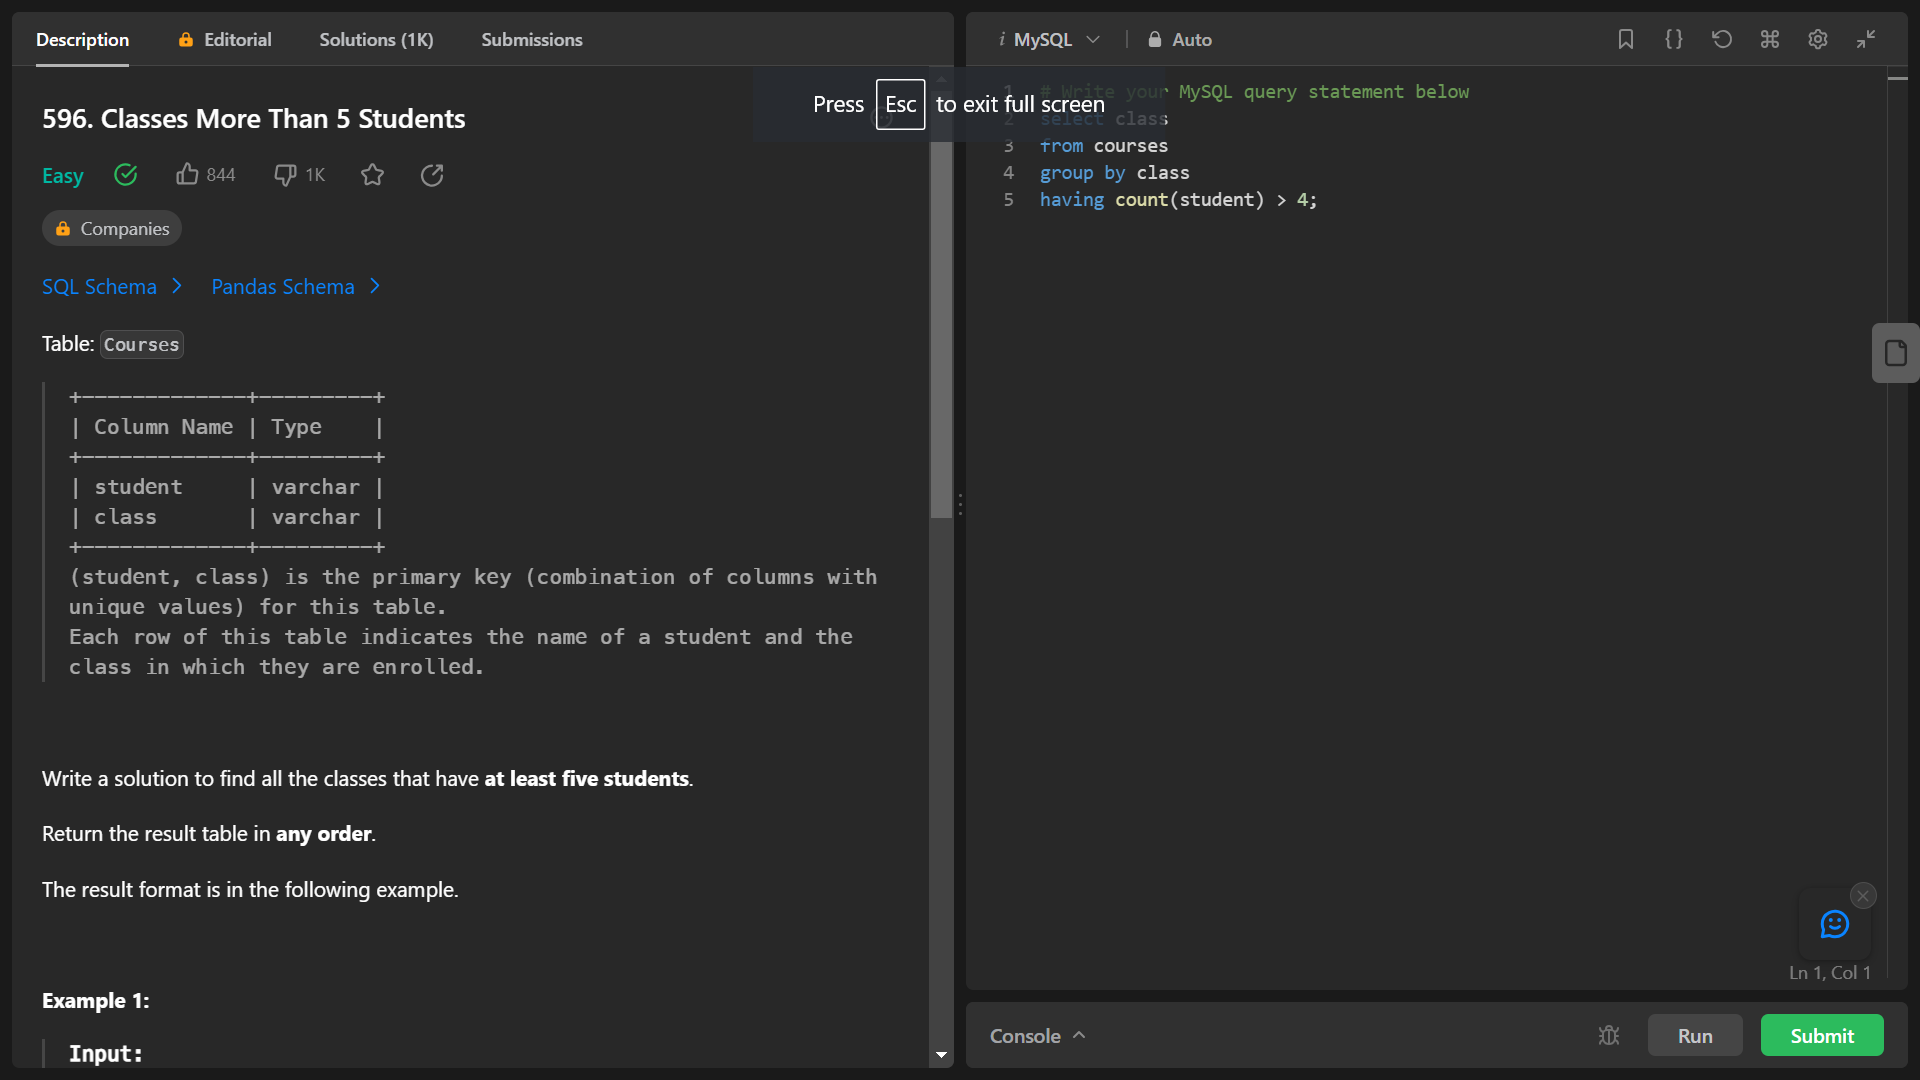 Description
Editorial
Solutions (1K)
Submissions
596. Classes More Than 5 Students
Easy
844
1K
Companies
SQL Schema
Pandas Schema
Table: Courses
+-------------+---------+
| Column Name | Type    |
+-------------+---------+
| student     | varchar |
| class       | varchar |
+-------------+---------+
(student, class) is the primary key (combination of columns with
unique values) for this table.
Each row of this table indicates the name of a student and the
class in which they are enrolled.
Write a solution to find all the classes that have at least five students.
Return the result table in any order.
The result format is in the following example.
Example 1:
Input:
Press Esc to exit full screen
i MySQL
Auto
1 # Write your MySQL query statement below
2 select class
3 from courses
4 group by class
5 having count(student) > 4;
Ln 1, Col 1
Console
Run
Submit